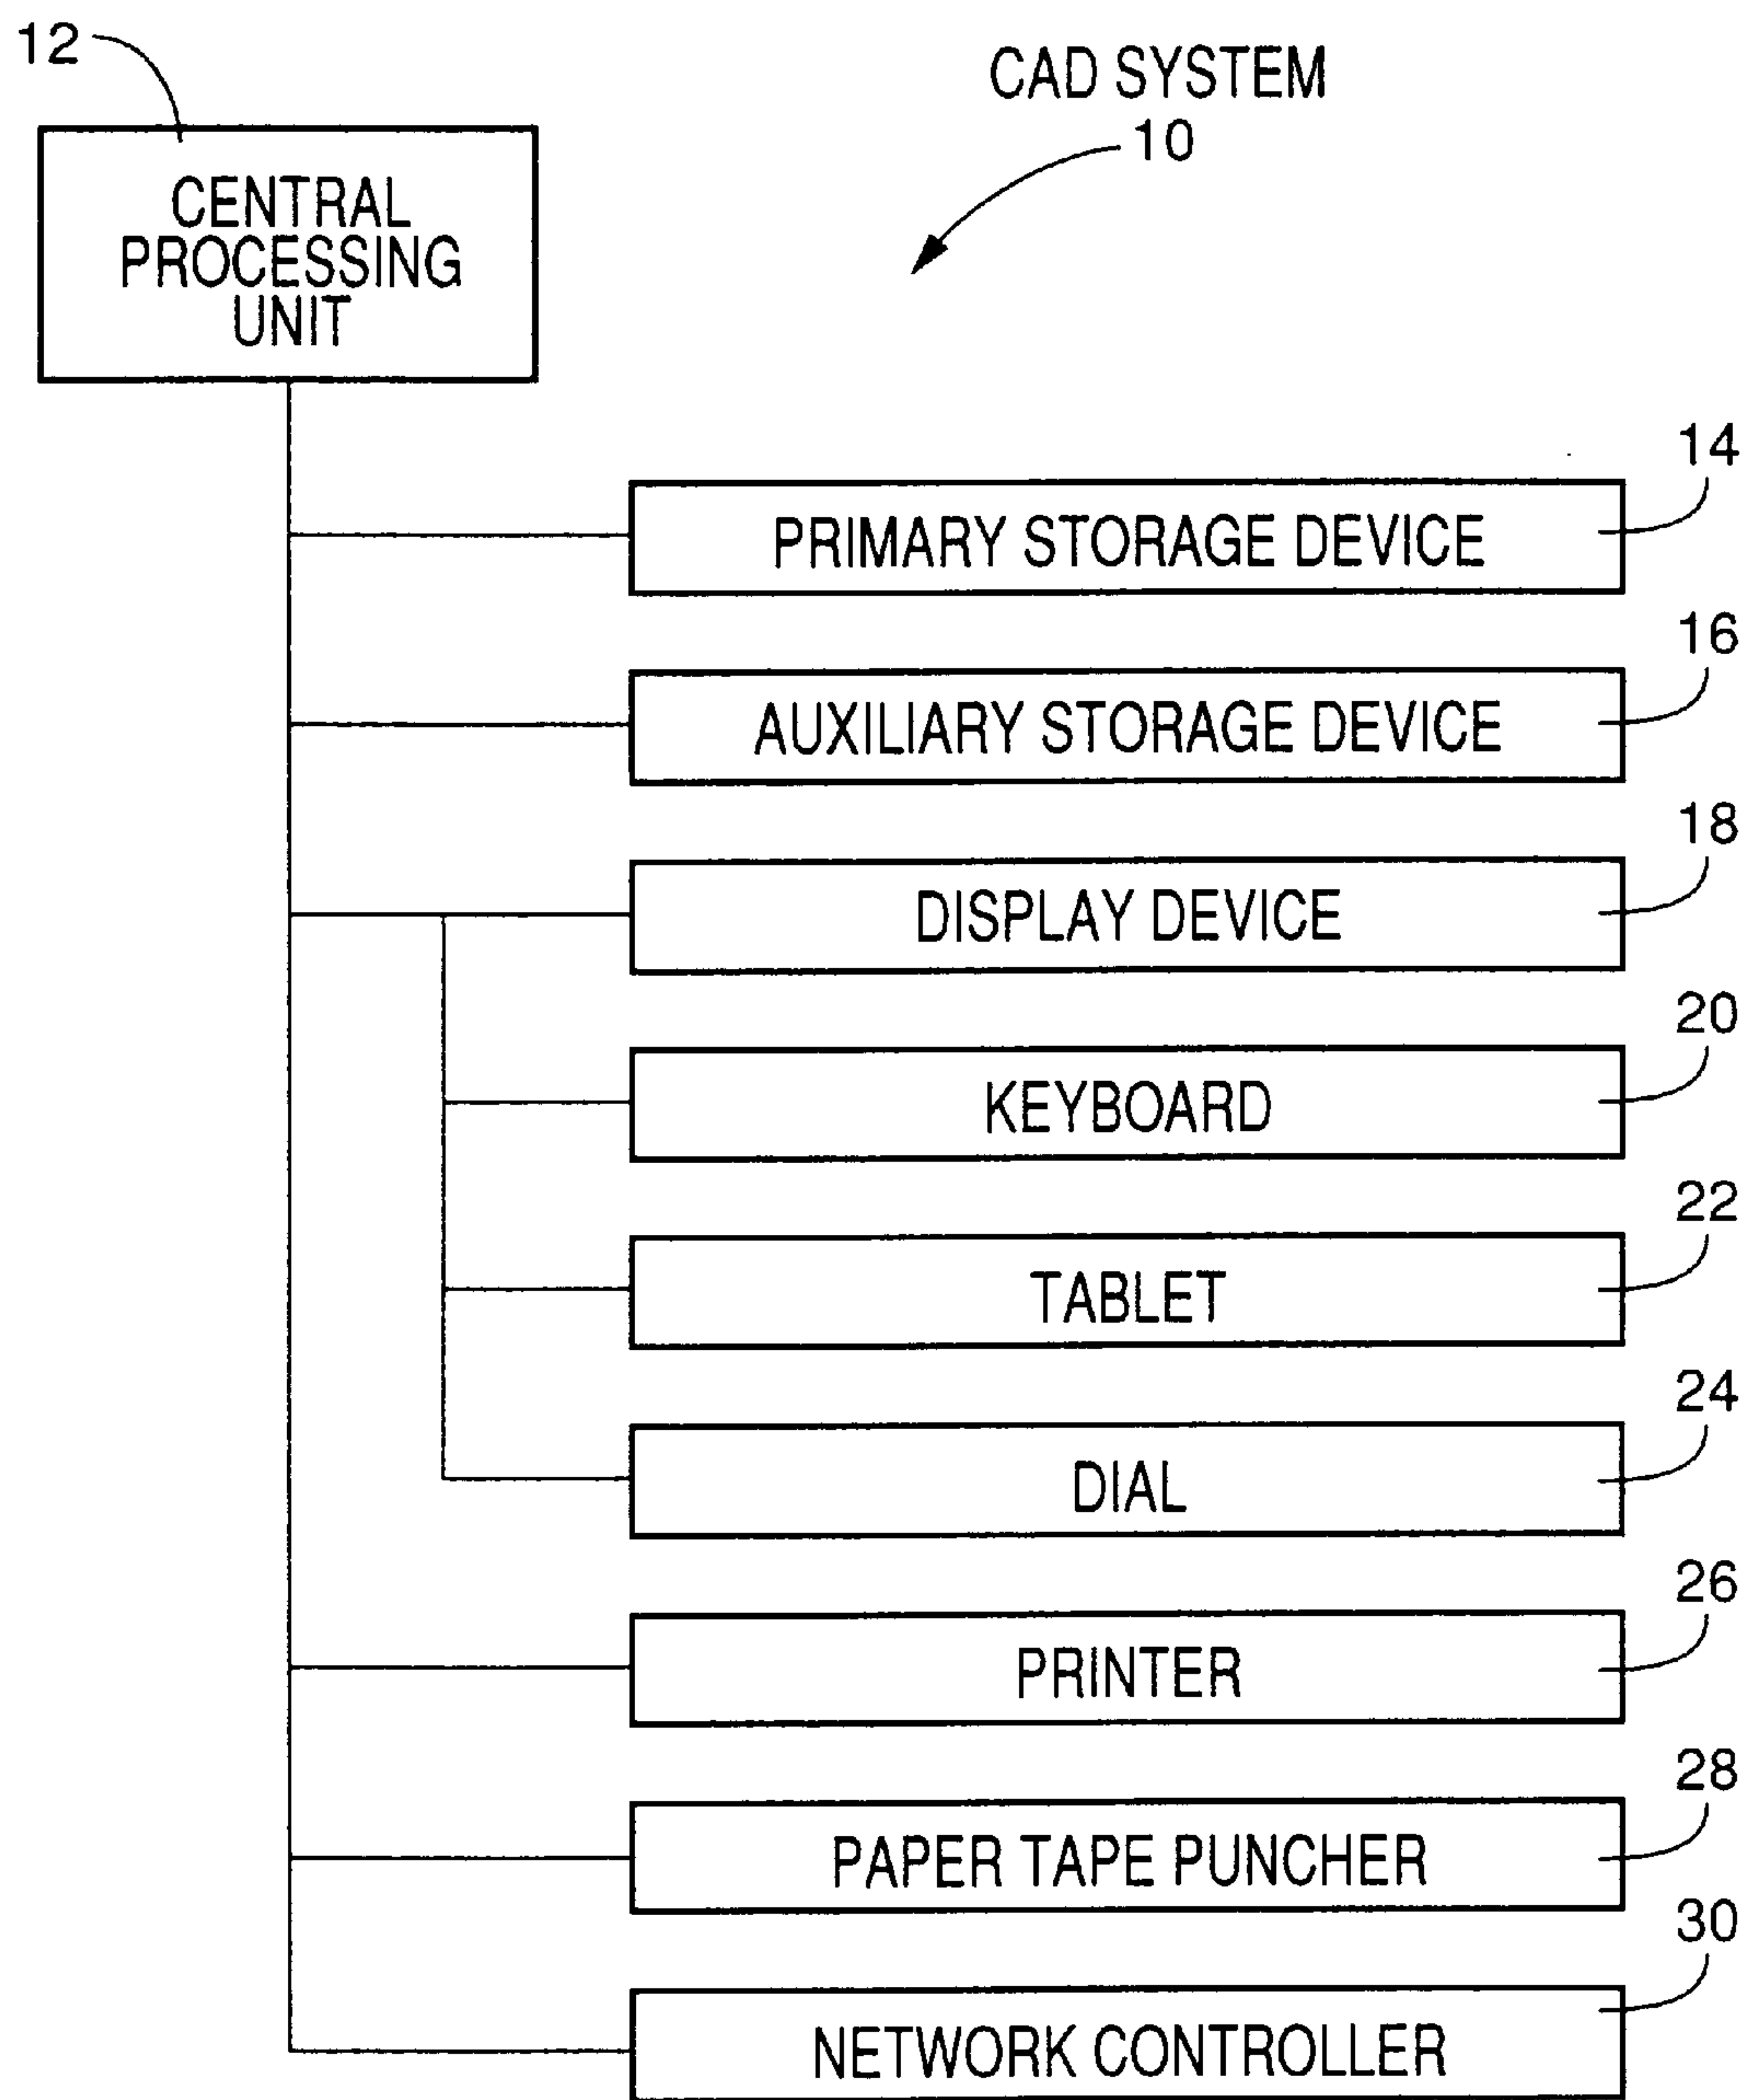 12
CAD SYSTEM
10
CENTRAL
PROCESSING
UNIT
14
PRIMARY STORAGE DEVICE
16
AUXILIARY STORAGE DEVICE
18
DISPLAY DEVICE
20
KEYBOARD
22
TABLET
24
DIAL
26
PRINTER
28
PAPER TAPE PUNCHER
30
NETWORK CONTROLLER